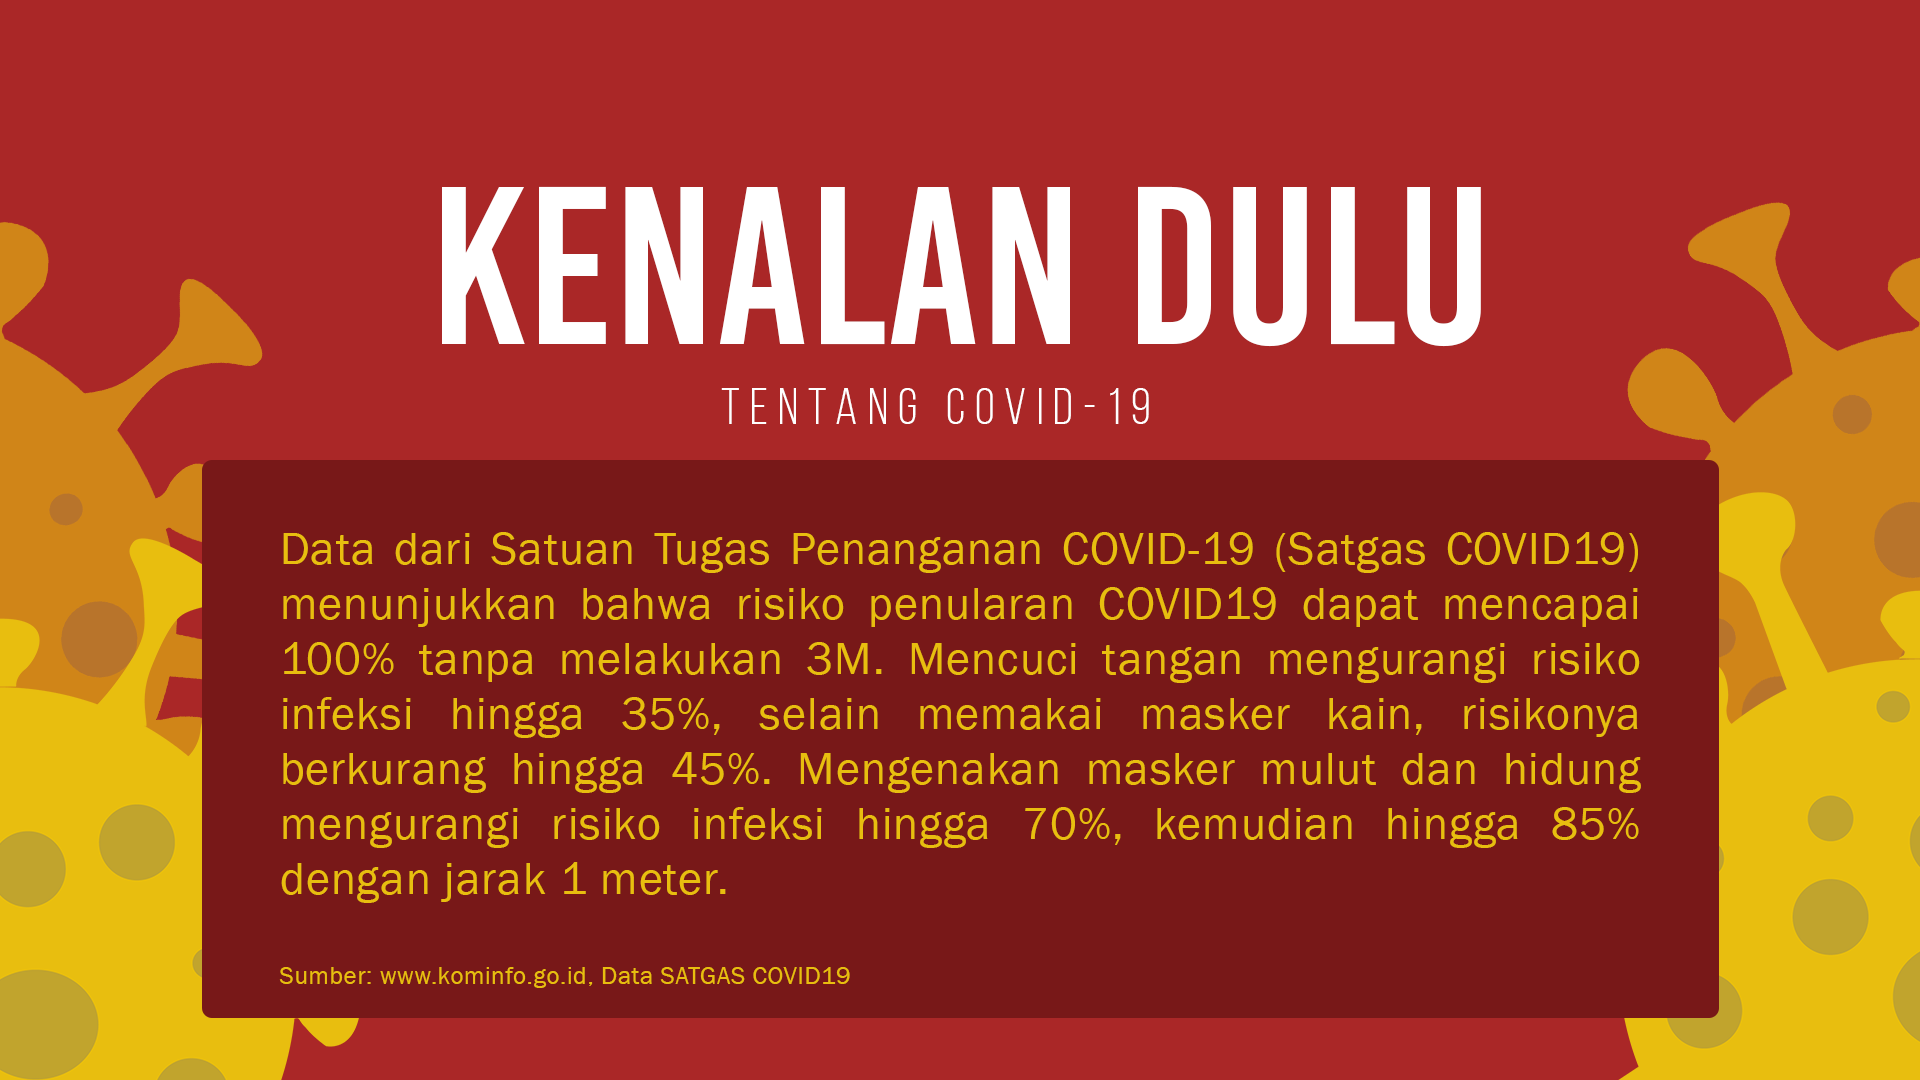 KENALAN DULU
TENTANG COVID-19
Data dari Satuan Tugas Penanganan COVID-19 (Satgas COVID19)
menunjukkan bahwa risiko penularan COVID19 dapat mencapai
100% tanpa melakukan 3M. Mencuci tangan mengurangi risiko
infeksi hingga 35%, selain memakai masker kain, risikonya
berkurang hingga 45%. Mengenakan masker mulut dan hidung
mengurangi risiko infeksi hingga 70%, kemudian hingga 85%
dengan jarak 1 meter.
Sumber: www.kominfo.go.id, Data SATGAS COVID19